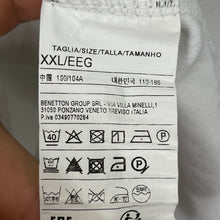 TAGLIA/SIZE/TALLA/TAMANHO
XXL/EEG
中国 190/104A 대한민국 110-185
BENETTON GROUP SRL - VIA VILLA MINELLI, 1
31050 PONZANO VENETO TREVISO ITALIA
P.iva 03490770264
40